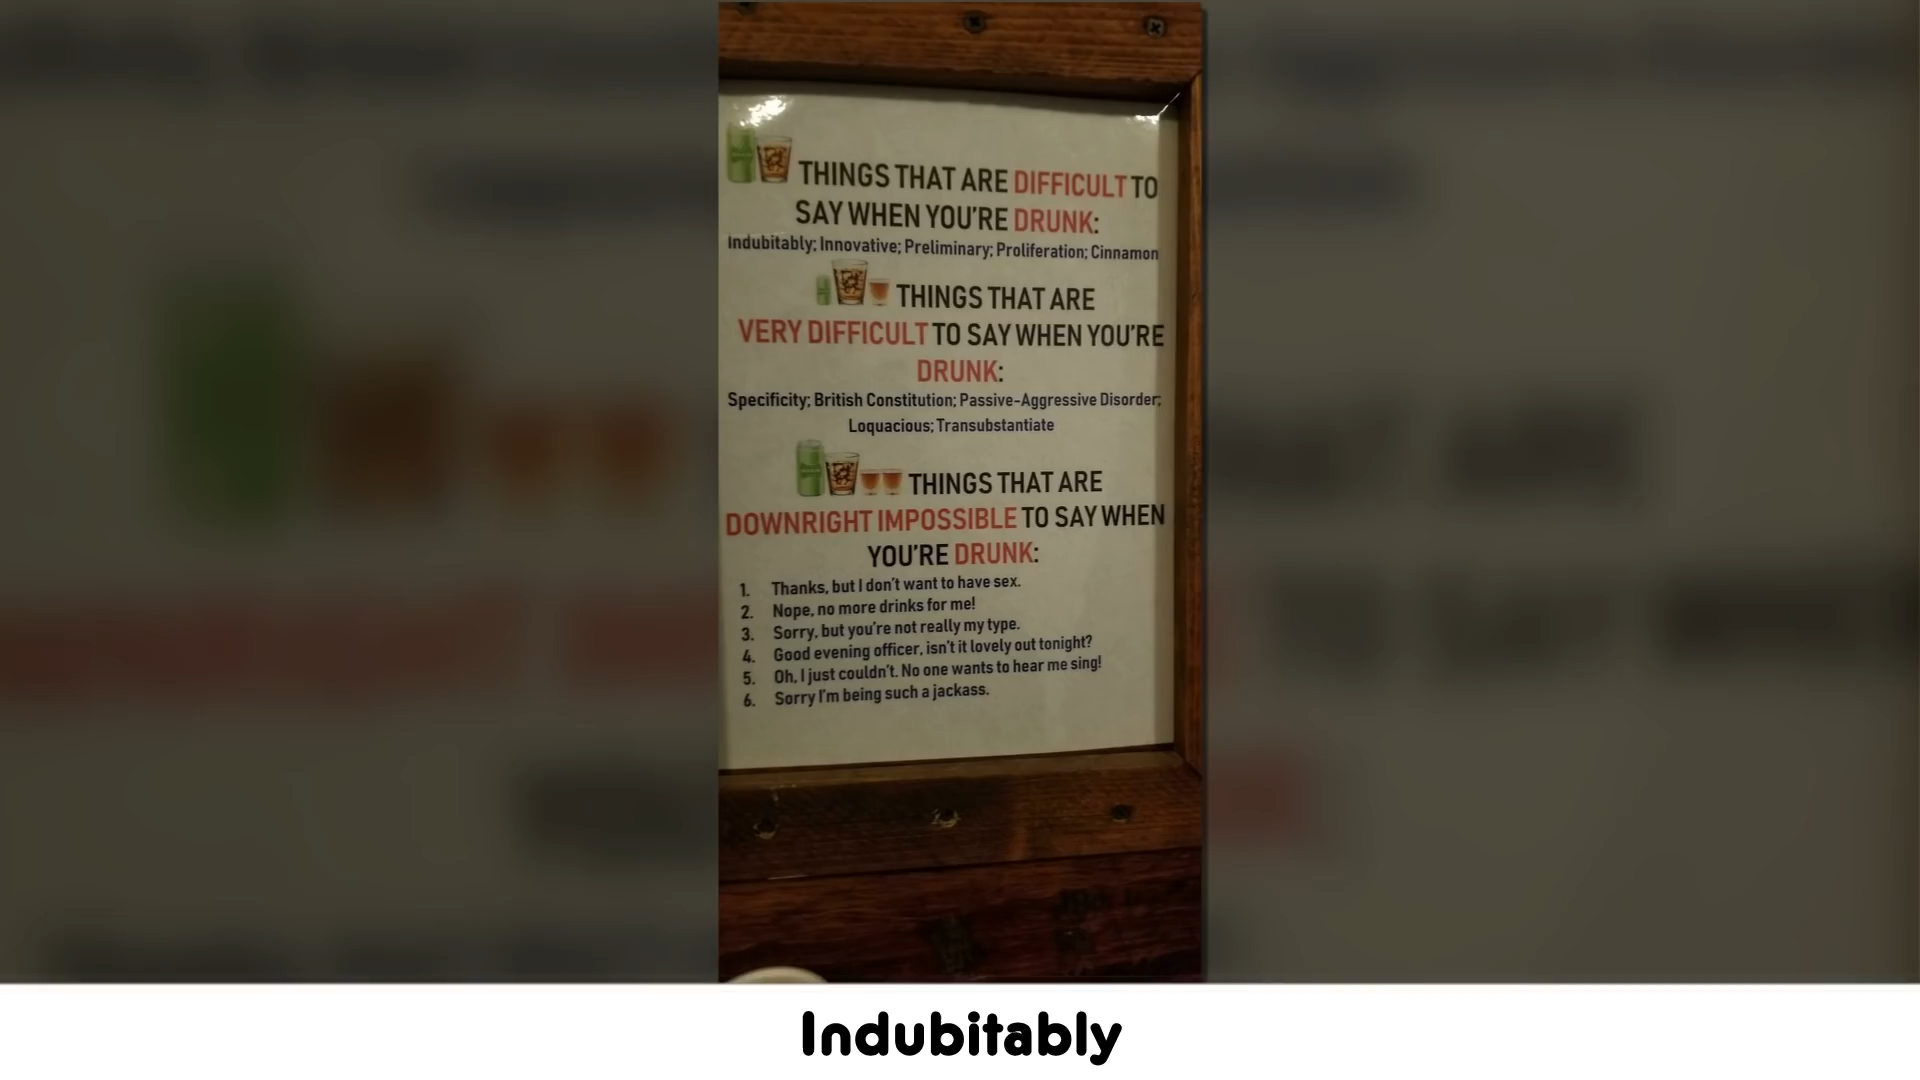 THINGS THAT ARE DIFFICULT TO
SAY WHEN YOU'RE DRUNK:
Indubitably; Innovative; Preliminary; Proliferation; Cinnamon
THINGS THAT ARE
VERY DIFFICULT TO SAY WHEN YOU'RE
DRUNK:
Specificity; British Constitution; Passive-Aggressive Disorder;
Loquacious; Transubstantiate
THINGS THAT ARE
DOWNRIGHT IMPOSSIBLE TO SAY WHEN
YOU'RE DRUNK:
1. Thanks, but I don't want to have sex.
2. Nope, no more drinks for me!
3. Sorry, but you're not really my type.
4. Good evening officer, isn't it lovely out tonight?
5. Oh, I just couldn't. No one wants to hear me sing!
6. Sorry I'm being such a jackass.
Indubitably